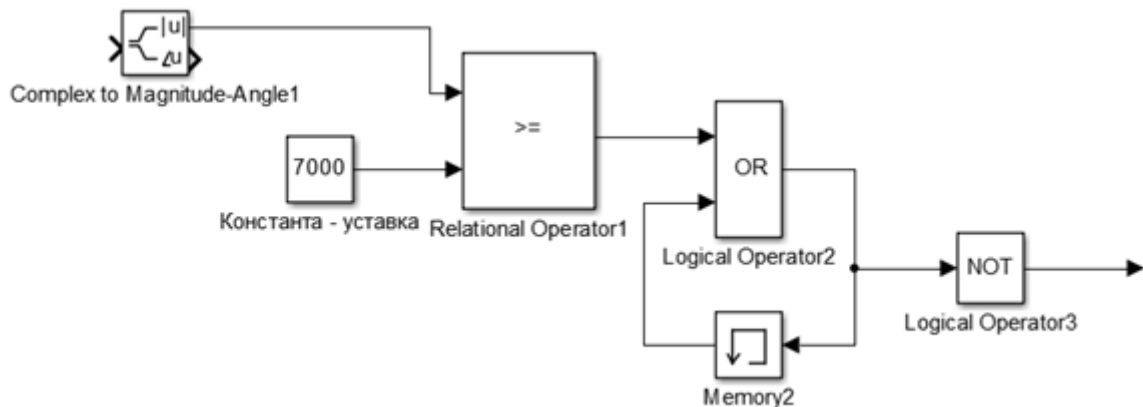 |u|
∠u
Complex to Magnitude-Angle1
>=
7000
OR
Константа - уставка
Relational Operator1
Logical Operator2
NOT
Logical Operator3
Memory2